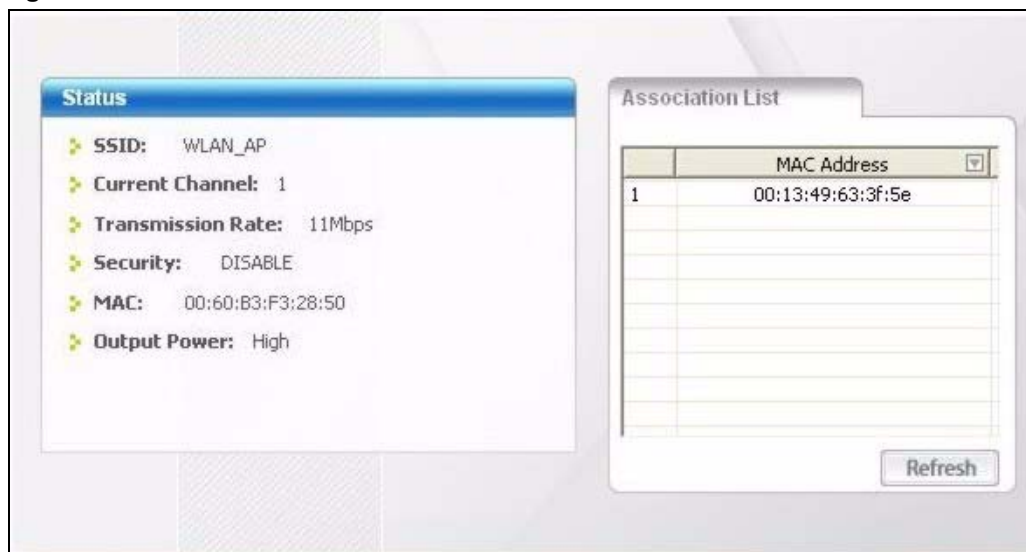 Status
SSID: WLAN_AP
Current Channel: 1
Transmission Rate: 11Mbps
Security: DISABLE
MAC: 00:60:B3:F3:28:50
Output Power: High
Association List
MAC Address
1 00:13:49:63:3f:5e
Refresh